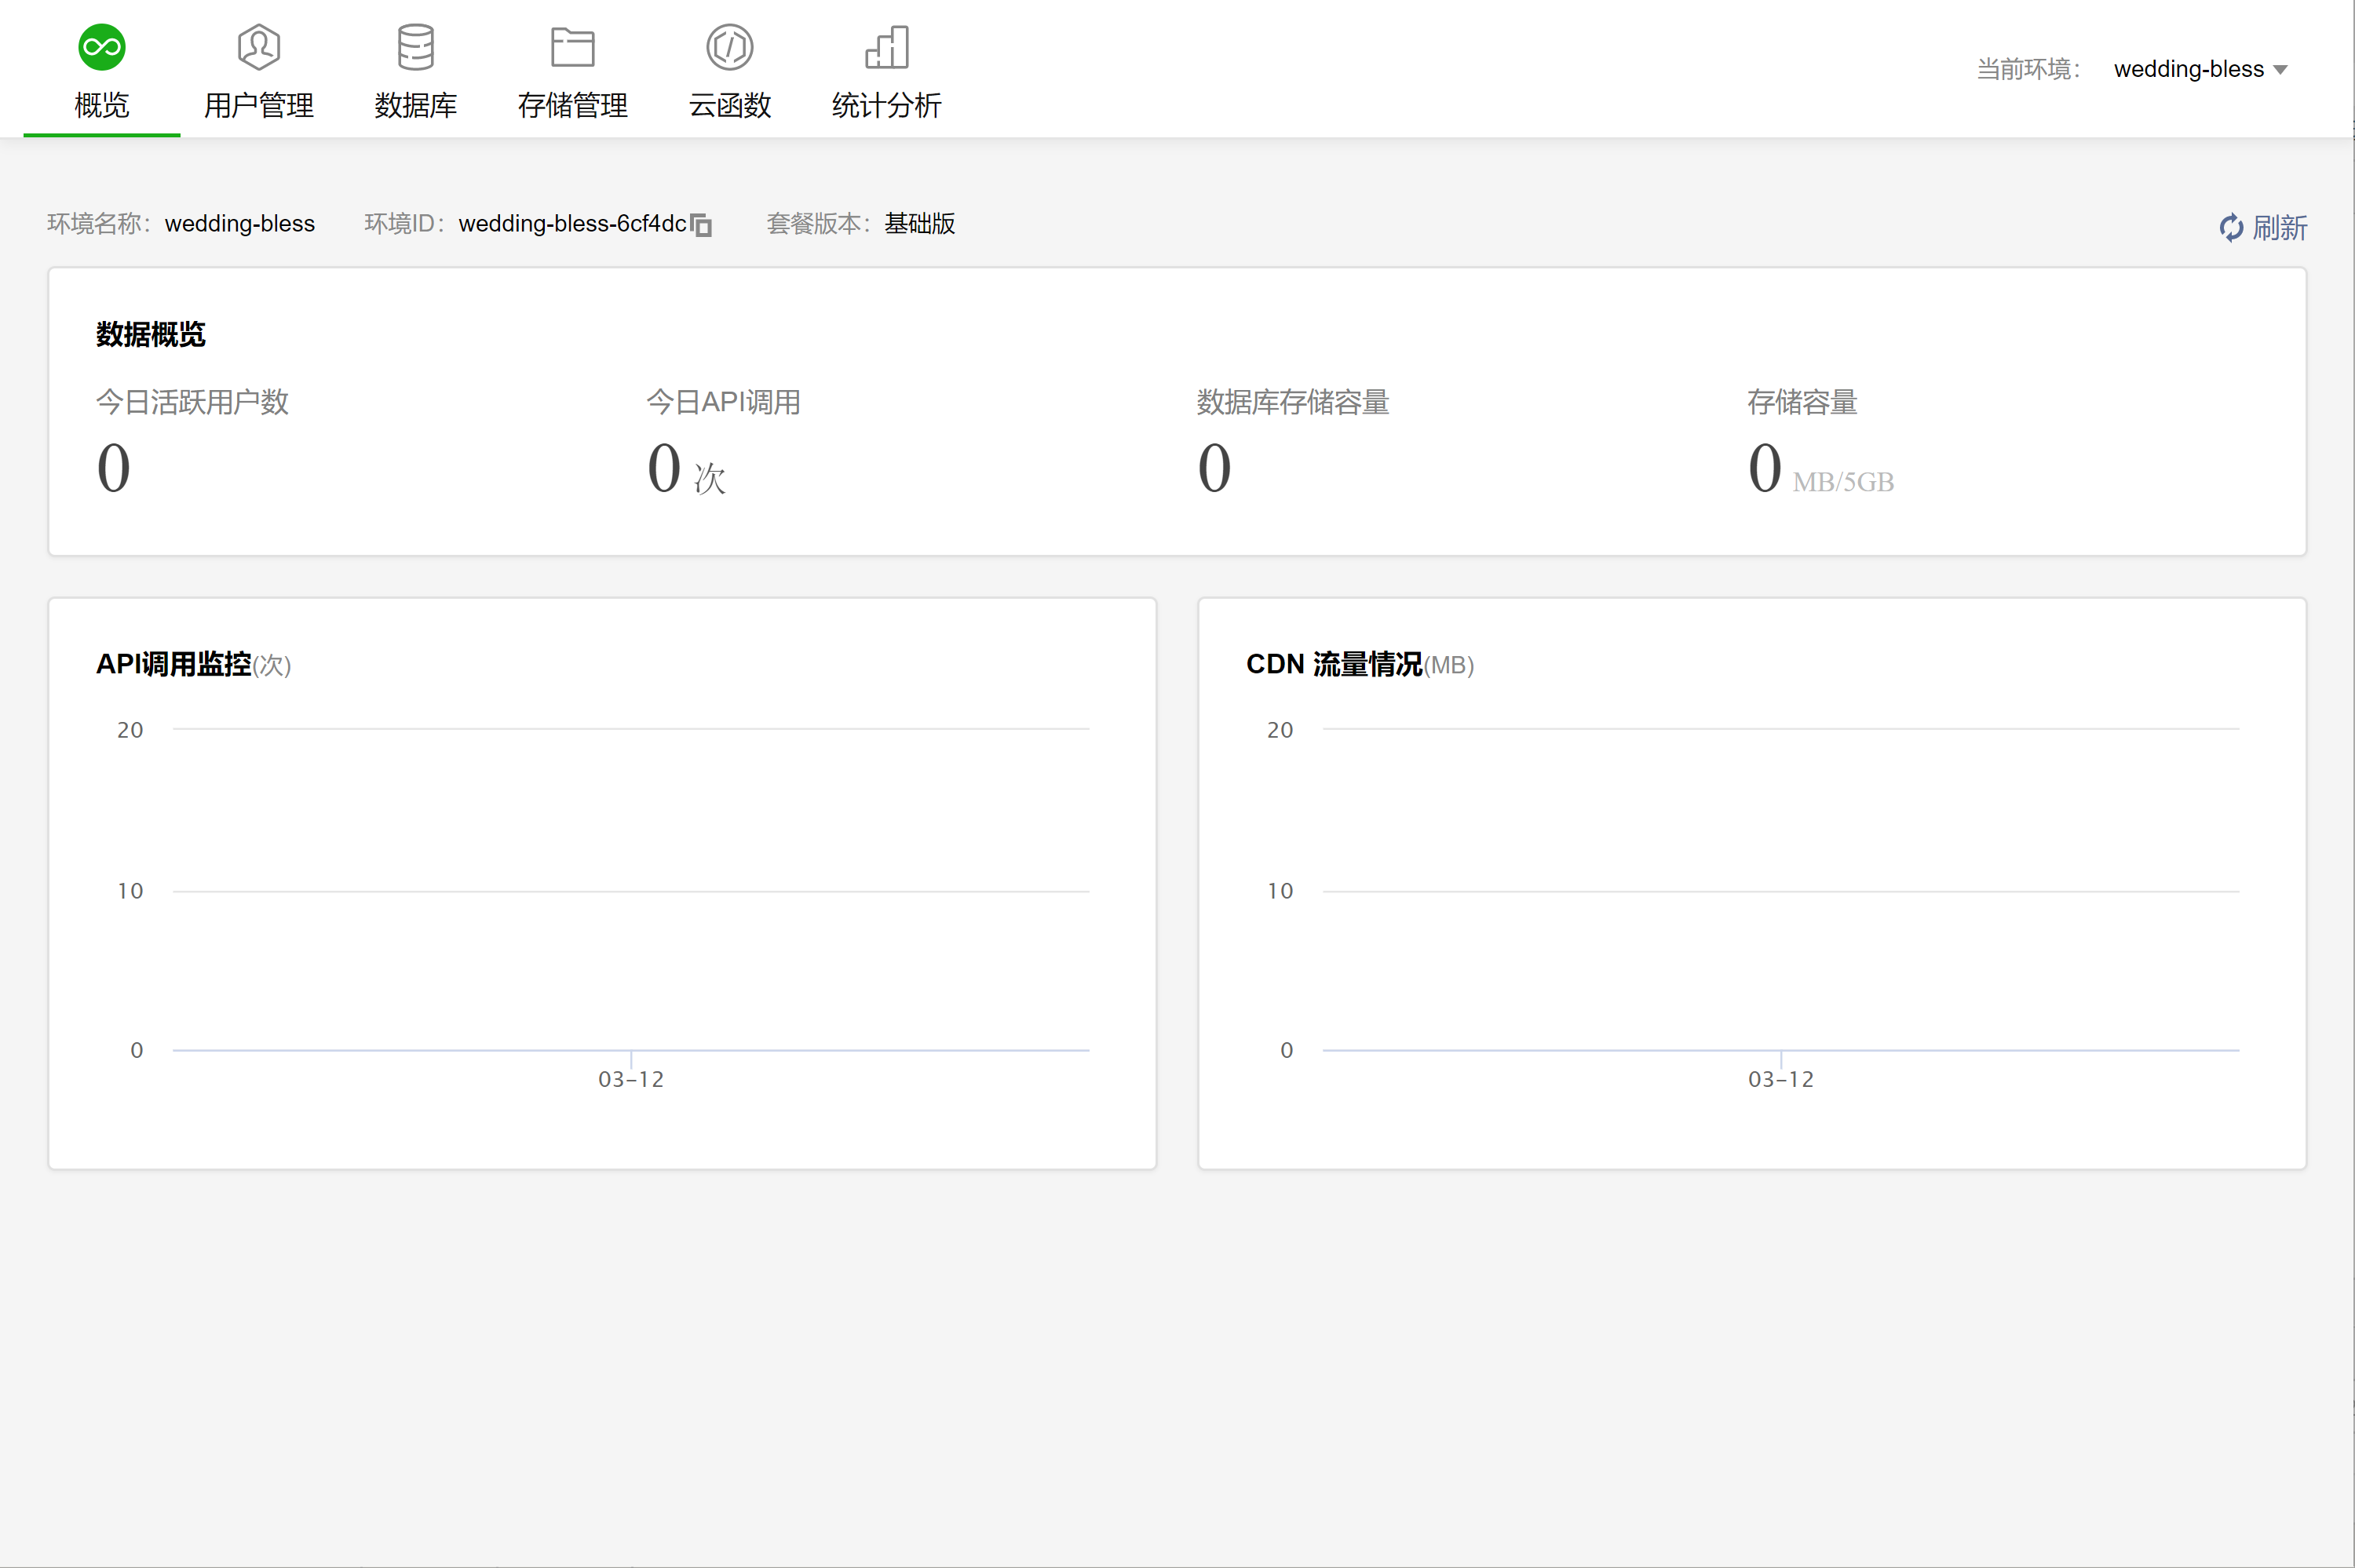 概览 用户管理 数据库 存储管理 云函数 统计分析
当前环境： wedding-bless
环境名称：wedding-bless 环境ID：wedding-bless-6cf4dc 套餐版本：基础版
刷新
数据概览
今日活跃用户数 今日API调用 数据库存储容量 存储容量
0 0 次 0 0 MB/5GB
API调用监控(次)
20
10
0
03-12
CDN 流量情况(MB)
20
10
0
03-12